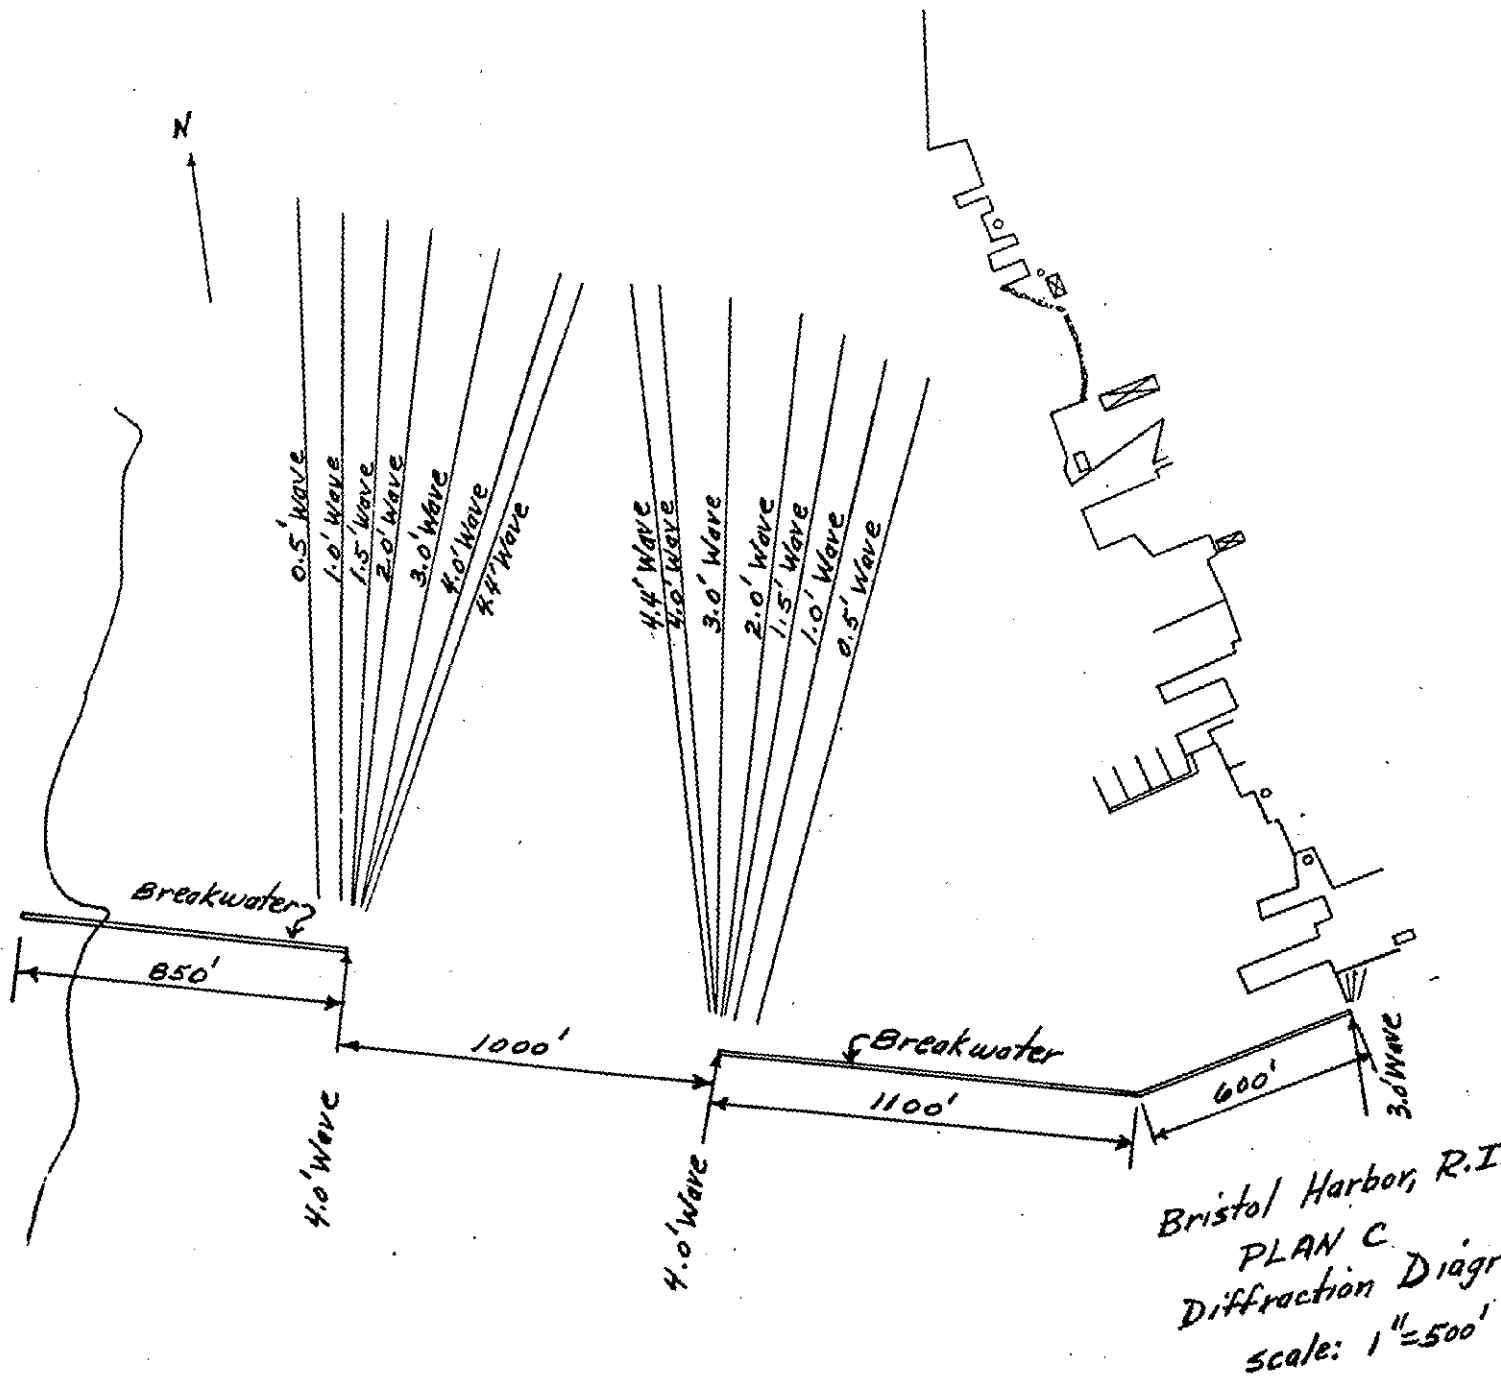 N
0.5' Wave
1.0' Wave
1.5' Wave
2.0' Wave
3.0' Wave
4.0' Wave
4.4' Wave
4.4' Wave
4.0' Wave
3.0' Wave
2.0' Wave
1.5' Wave
1.0' Wave
0.5' Wave
Breakwater
850'
1000'
Breakwater
1100'
600'
3.0' Wave
4.0' Wave
4.0' Wave
Bristol Harbor, R.I.
PLAN C
Diffraction Diagr
scale: 1"=500'